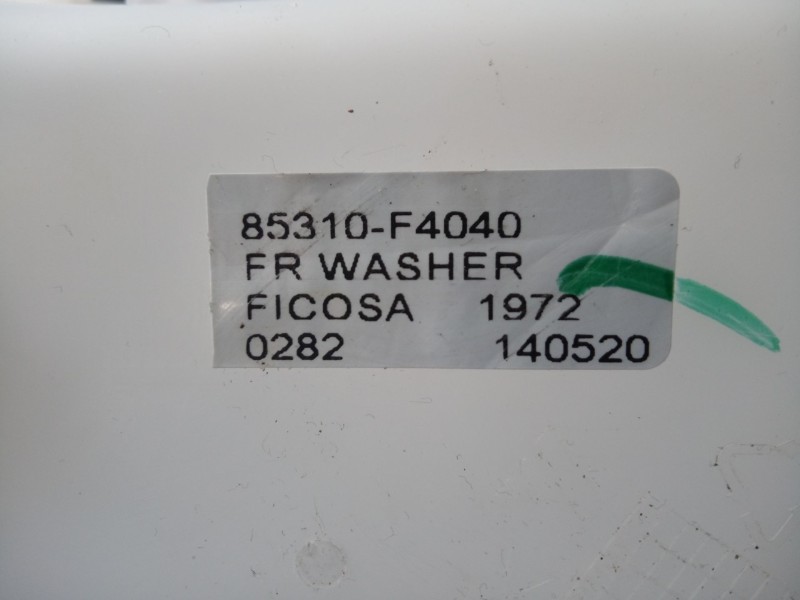 85310-F4040
FR WASHER
FICOSA 1972
0282 140520